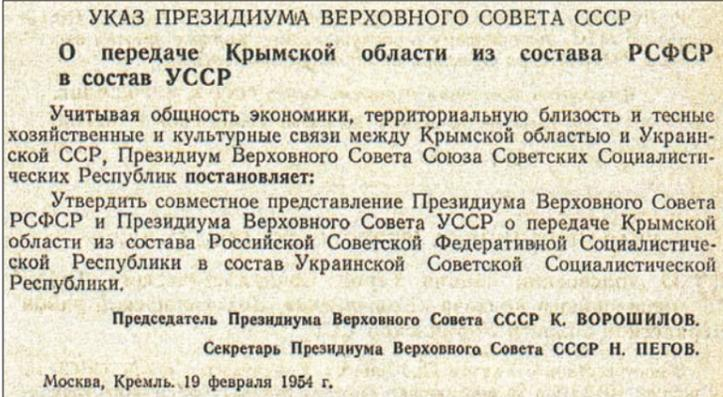 УКАЗ ПРЕЗИДИУМА ВЕРХОВНОГО СОВЕТА СССР
О передаче Крымской области из состава РСФСР
в состав УССР
Учитывая общность экономики, территориальную близость и тесные
хозяйственные и культурные связи между Крымской областью и Украин-
ской ССР, Президиум Верховного Совета Союза Советских Социалисти-
ческих Республик постановляет:
Утвердить совместное представление Президиума Верховного Совета
РСФСР и Президиума Верховного Совета УССР о передаче Крымской
области из состава Российской Советской Федеративной Социалистиче-
ской Республики в состав Украинской Советской Социалистической
Республики.
Председатель Президиума Верховного Совета СССР К. ВОРОШИЛОВ.
Секретарь Президиума Верховного Совета СССР Н. ПЕГОВ.
Москва, Кремль. 19 февраля 1954 г.